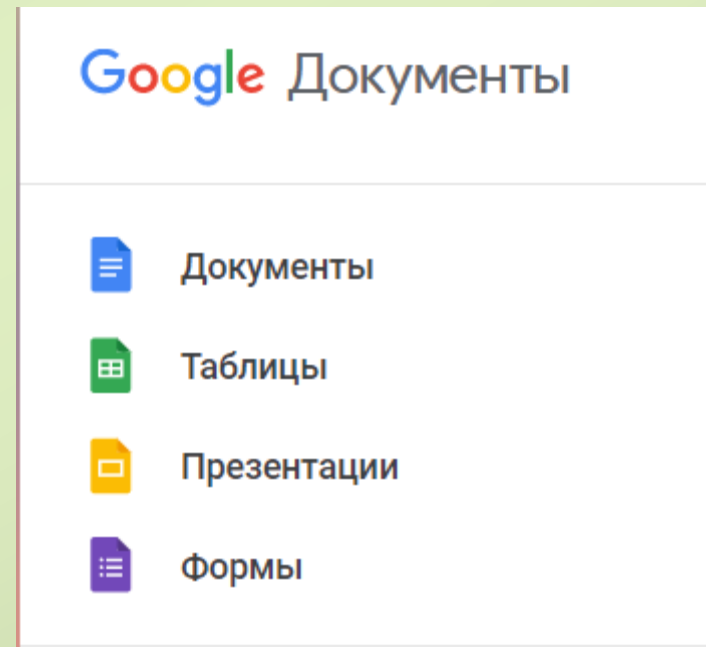 Google Документы
Документы
Таблицы
Презентации
Формы